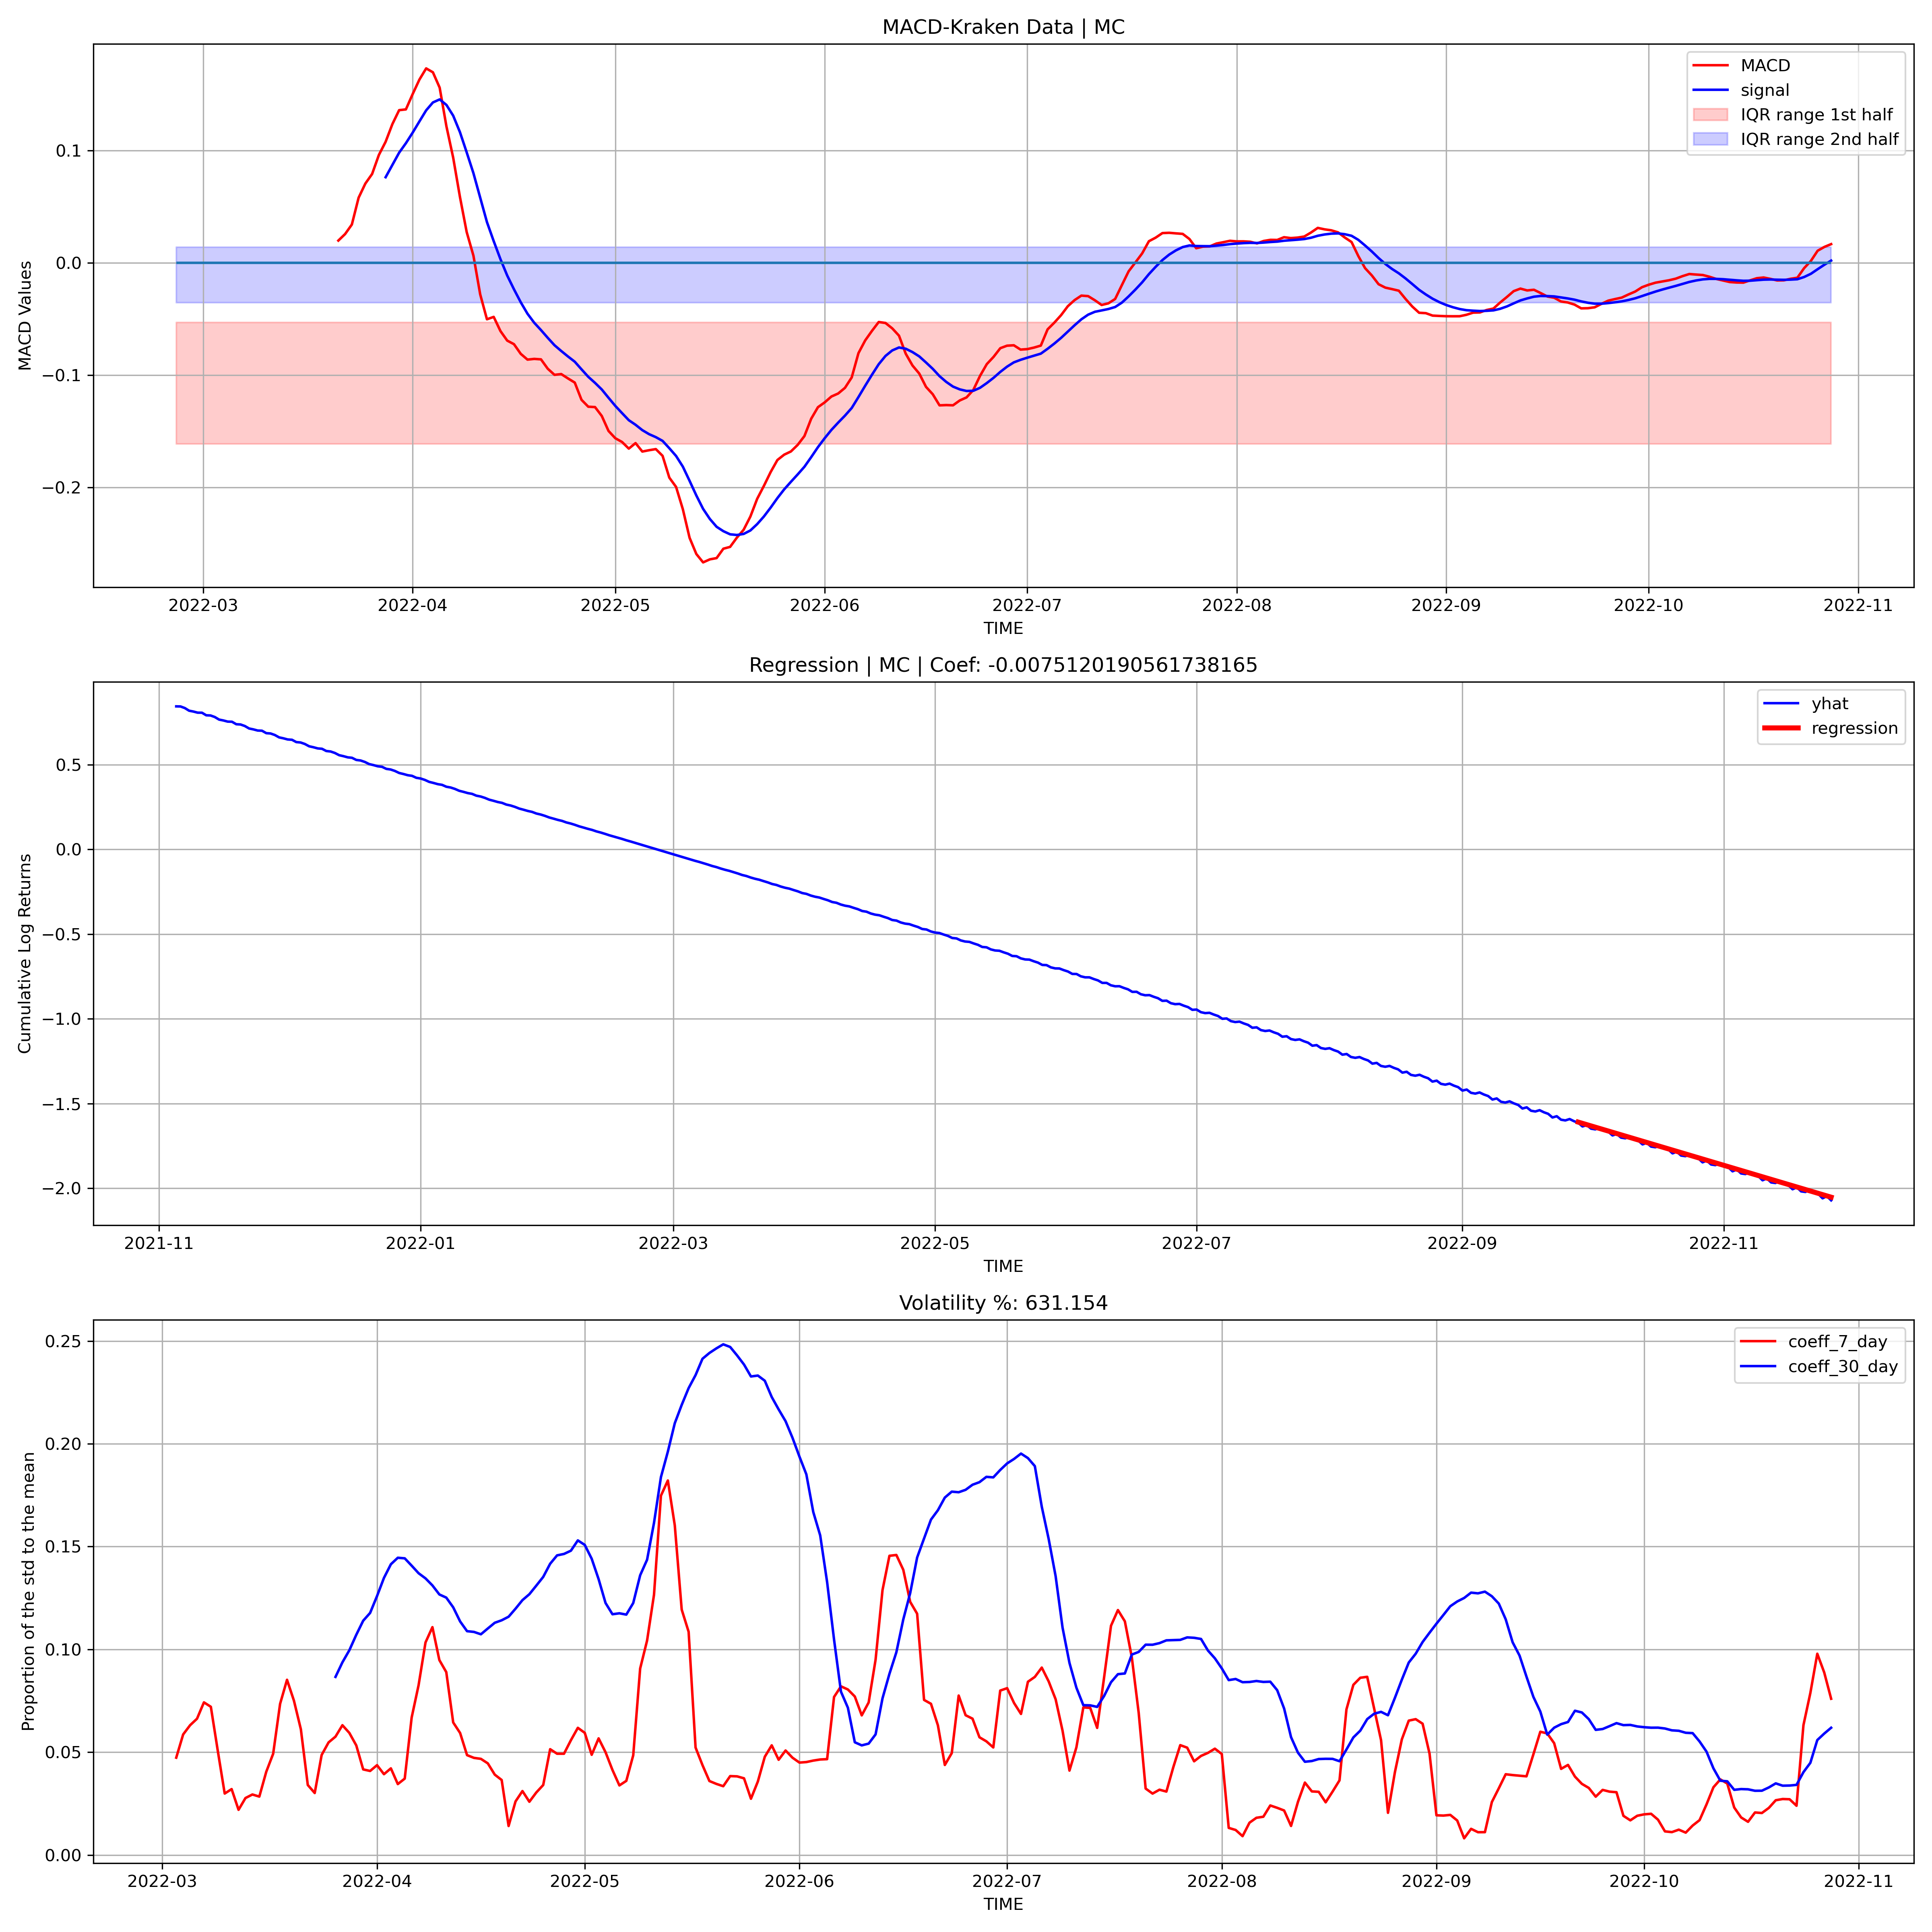 MACD-Kraken Data | MC
MACD Values
0.1
0.0
−0.1
−0.2
MACD
signal
IQR range 1st half
IQR range 2nd half
2022-03 2022-04 2022-05 2022-06 2022-07 2022-08 2022-09 2022-10 2022-11
TIME
Regression | MC | Coef: -0.0075120190561738165
Cumulative Log Returns
0.5
0.0
−0.5
−1.0
−1.5
−2.0
yhat
regression
2021-11 2022-01 2022-03 2022-05 2022-07 2022-09 2022-11
TIME
Volatility %: 631.154
Proportion of the std to the mean
0.25
0.20
0.15
0.10
0.05
0.00
coeff_7_day
coeff_30_day
2022-03 2022-04 2022-05 2022-06 2022-07 2022-08 2022-09 2022-10 2022-11
TIME